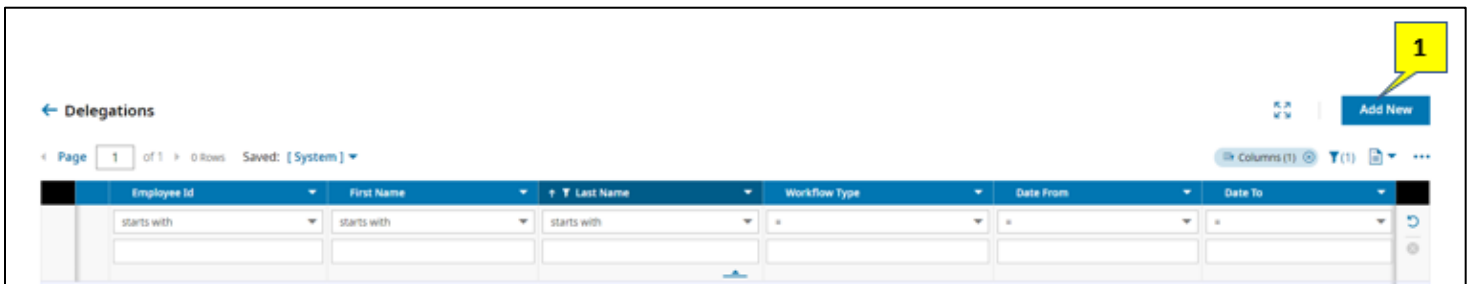 1
Delegations
Add New
Page 1 of 1 0 Rows Saved: [ System ]
Columns (1) (1)
Employee Id First Name Last Name Workflow Type Date From Date To
starts with starts with starts with = = =